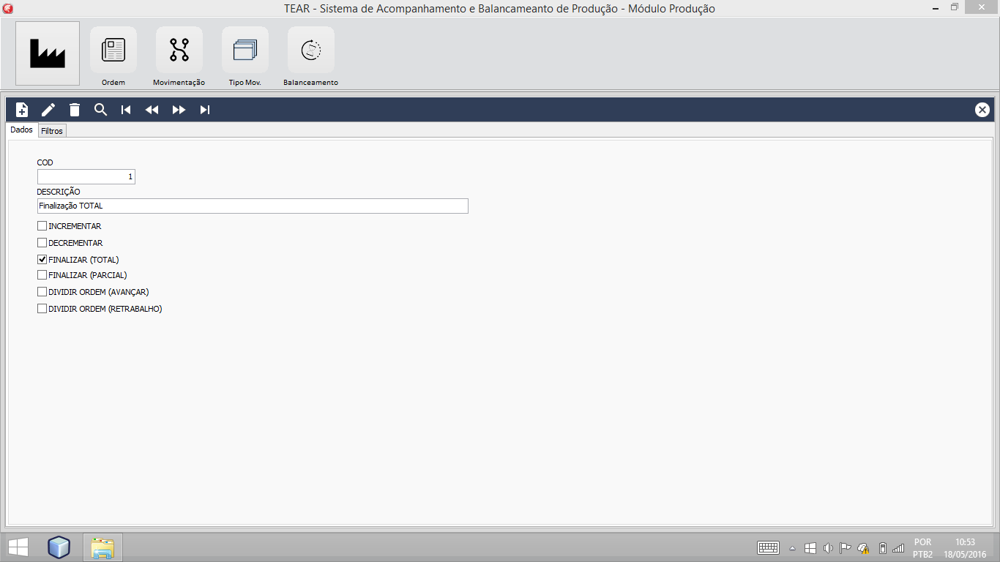 TEAR - Sistema de Acompanhamento e Balancameanto de Produção - Módulo Produção
Ordem
Movimentação
Tipo Mov.
Balanceamento
Dados
Filtros
COD
1
DESCRIÇÃO
Finalização TOTAL
INCREMENTAR
DECREMENTAR
FINALIZAR (TOTAL)
FINALIZAR (PARCIAL)
DIVIDIR ORDEM (AVANÇAR)
DIVIDIR ORDEM (RETRABALHO)
POR
PTB2
10:53
18/05/2016